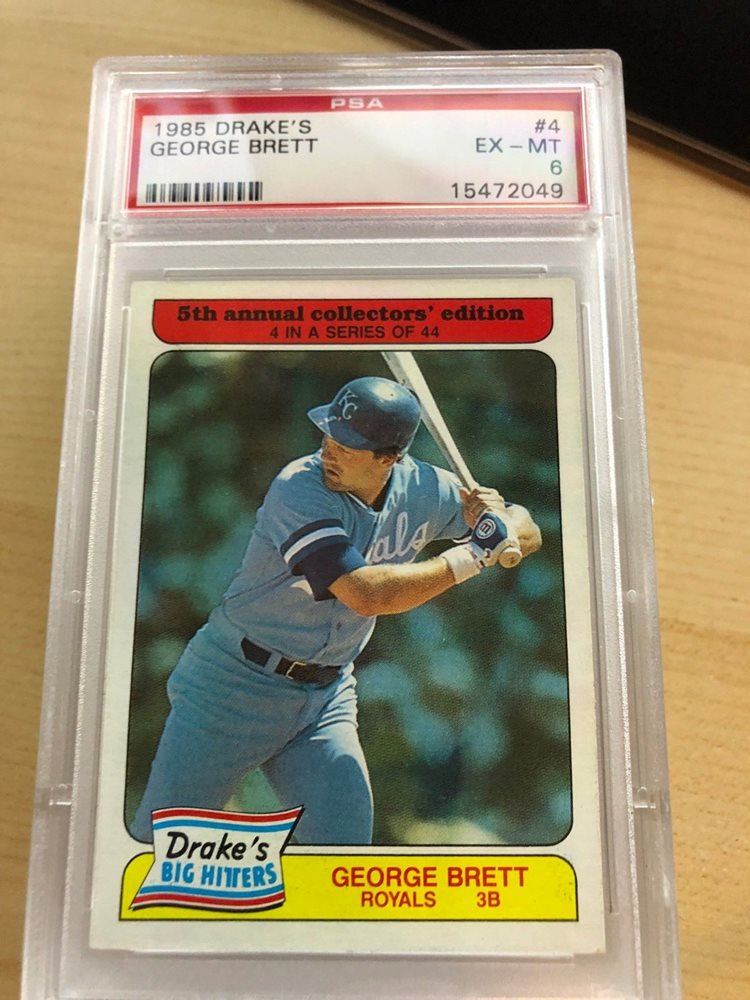 PSA
1985 DRAKE'S #4
GEORGE BRETT EX - MT
6
15472049
5th annual collectors' edition
4 IN A SERIES OF 44
KC
als
Drake's
BIG HITTERS
GEORGE BRETT
ROYALS 3B